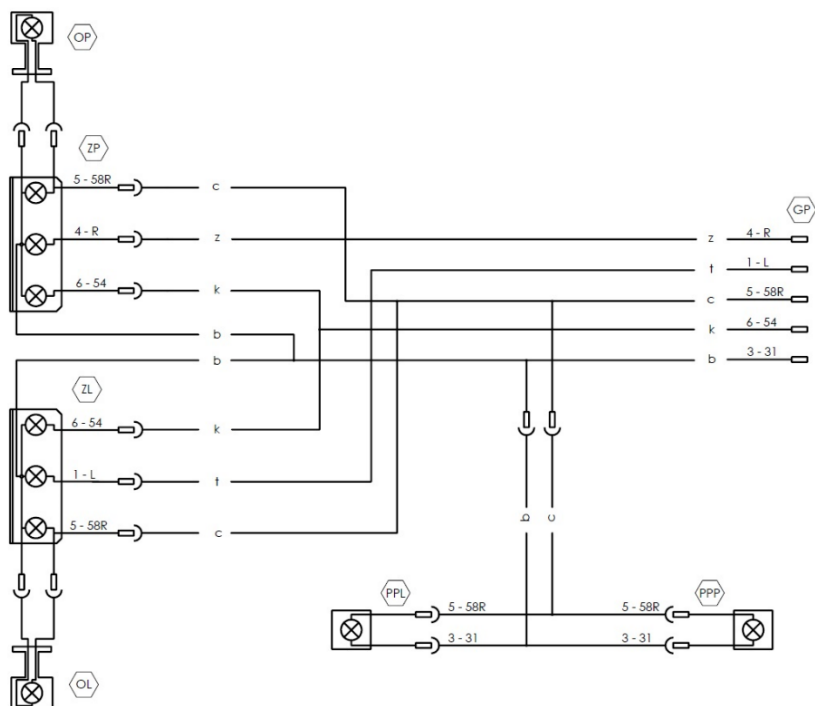 OP
ZP
5 - 58R c
GP
4 - R z z 4 - R
t 1 - L
6 - 54 k c 5 - 58R
k 6 - 54
b
b b 3 - 31
ZL
6 - 54 k
1 - L t
5 - 58R c
b c
PPL PPP
5 - 58R 5 - 58R
3 - 31 3 - 31
OL